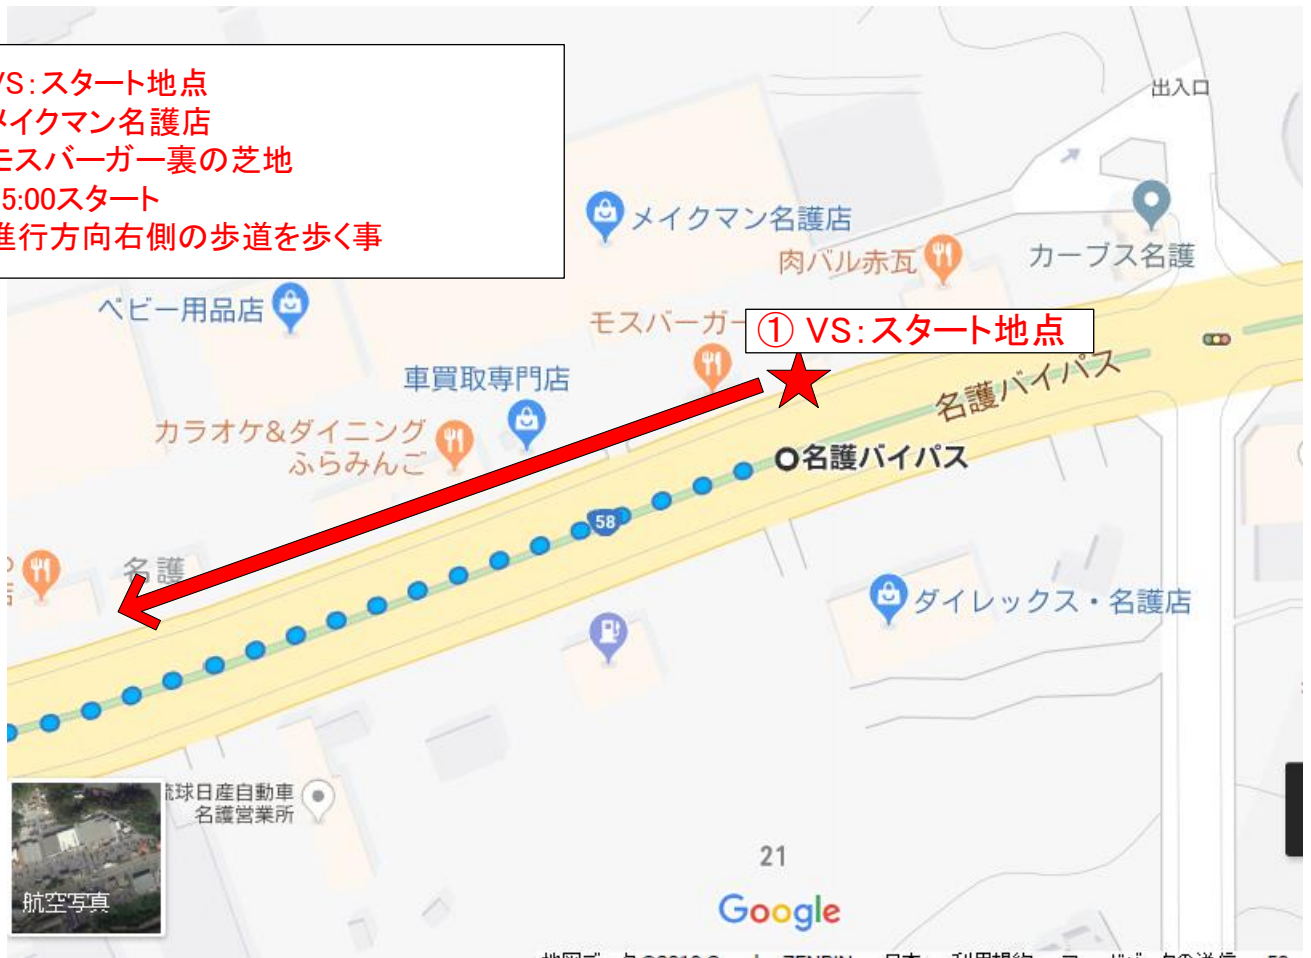 VS：スタート地点
メイクマン名護店
モスバーガー裏の芝地
5:00スタート
進行方向右側の歩道を歩く事
出入口
メイクマン名護店
肉バル赤瓦
カーブス名護
ベビー用品店
モスバーガー
① VS：スタート地点
車買取専門店
名護バイパス
カラオケ&ダイニング
ふらみんご
名護バイパス
58
名護
店
ダイレックス・名護店
琉球日産自動車
名護営業所
21
航空写真
Google